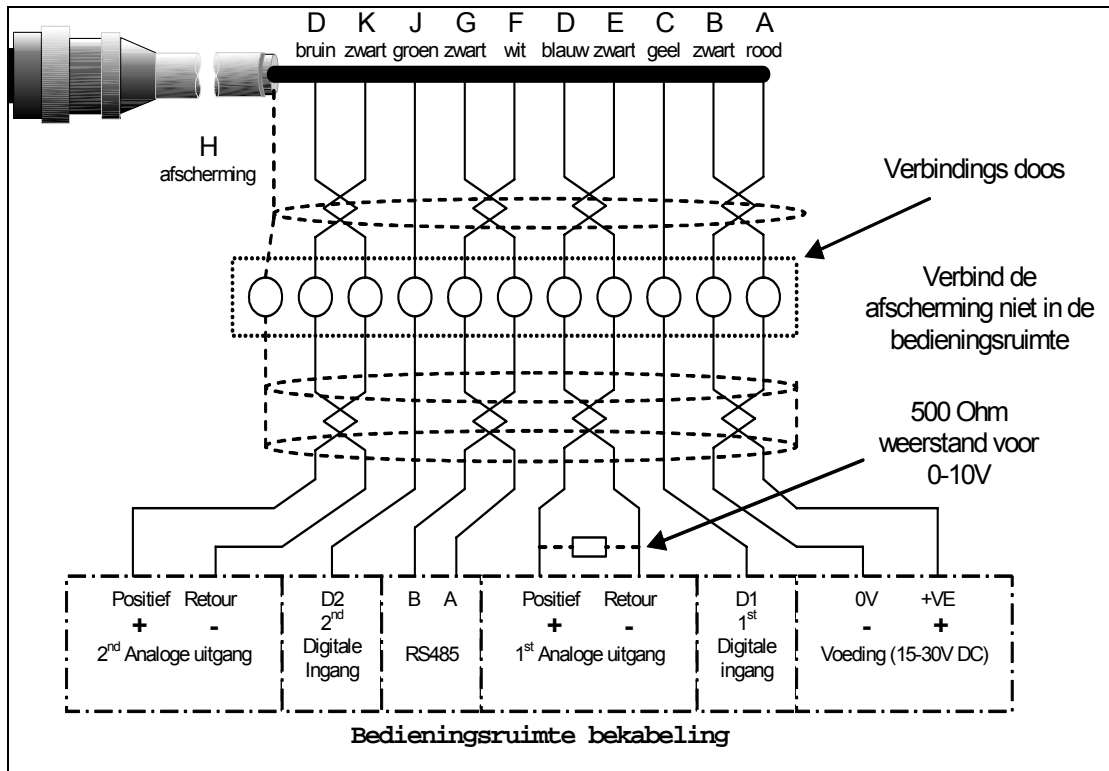 D K J G F D E C B A
bruin zwart groen zwart wit blauw zwart geel zwart rood
H
afscherming
Verbindings doos
Verbind de
afscherming niet in de
bedieningsruimte
500 Ohm
weerstand voor
0-10V
Positief Retour
+ -
2nd Analoge uitgang
D2
2nd
Digitale
Ingang
B A
RS485
Positief Retour
+ -
1st Analoge uitgang
D1
1st
Digitale
ingang
0V +VE
- +
Voeding (15-30V DC)
Bedieningsruimte bekabeling